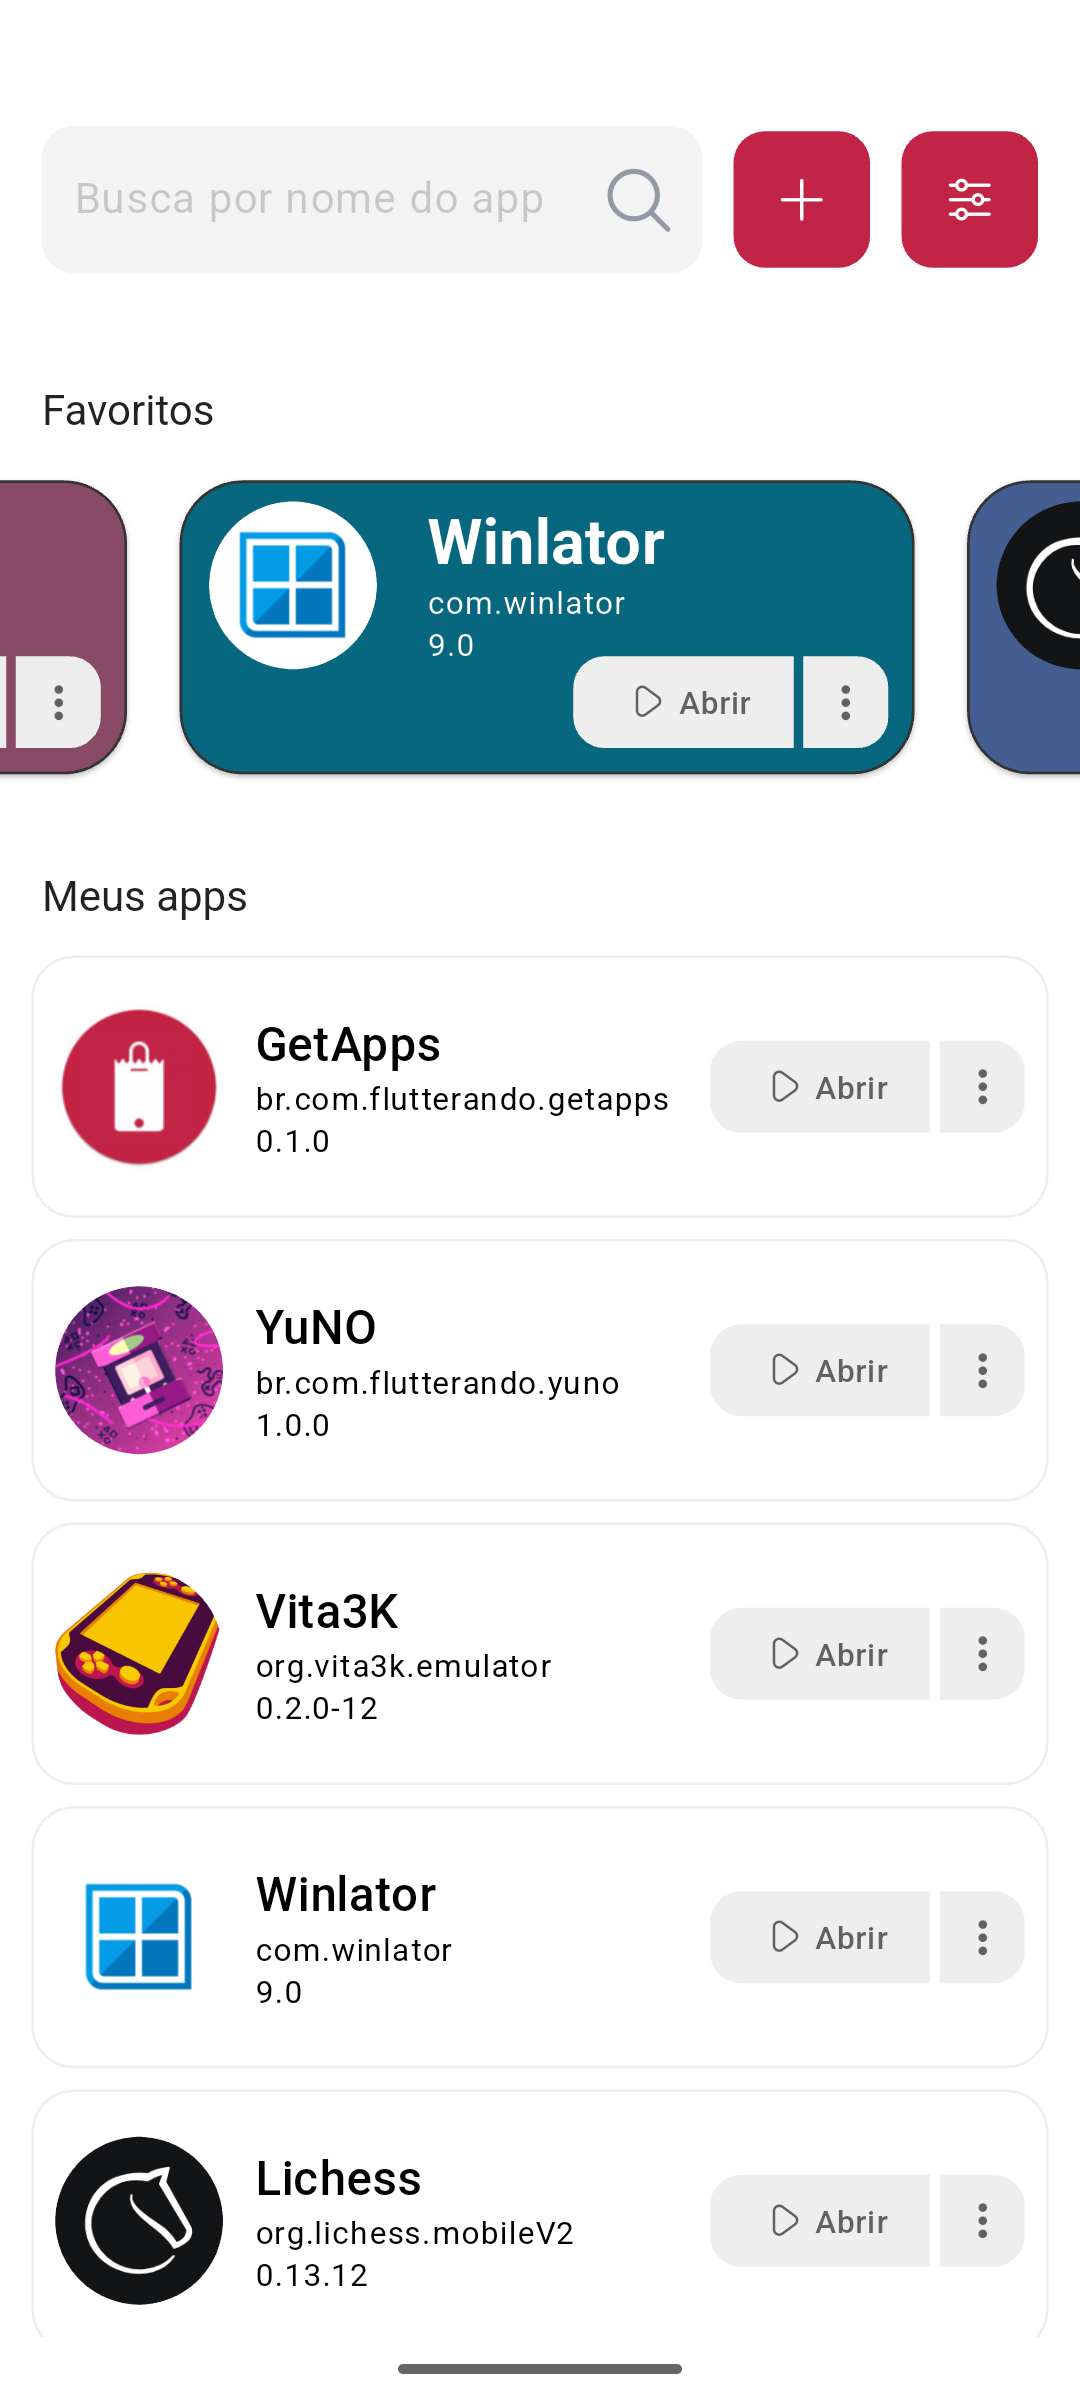 Busca por nome do app
Favoritos
Winlator
com.winlator
9.0
Abrir
Meus apps
GetApps
br.com.flutterando.getapps
0.1.0
Abrir
YuNO
br.com.flutterando.yuno
1.0.0
Abrir
Vita3K
org.vita3k.emulator
0.2.0-12
Abrir
Winlator
com.winlator
9.0
Abrir
Lichess
org.lichess.mobileV2
0.13.12
Abrir